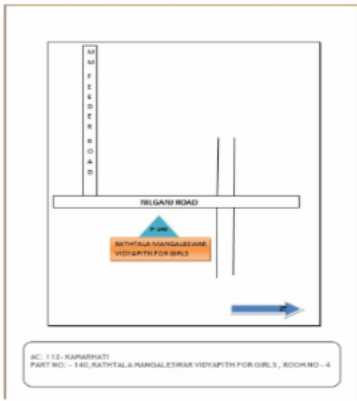 MM FEEDER ROAD
NILGANJ ROAD
P-140
RATHTALA MANGALESWAR
VIDYAPITH FOR GIRLS
N
AC: 112- KAMARHATI
PART NO: - 140, RATHTALA MANGALESWAR VIDYAPITH FOR GIRLS , ROOM NO - 4